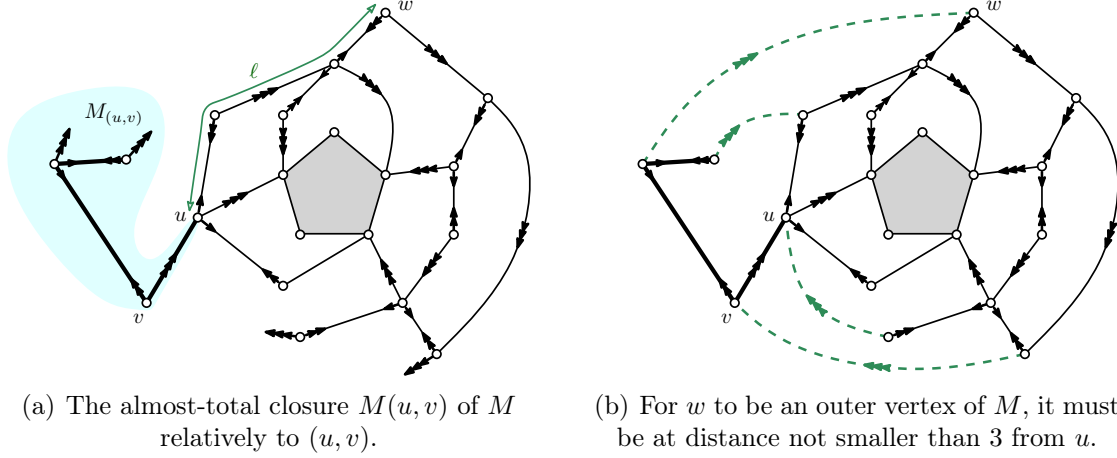 w
ℓ
M(u,v)
u
v
(a) The almost-total closure M(u, v) of M
relatively to (u, v).
w
u
v
(b) For w to be an outer vertex of M, it must
be at distance not smaller than 3 from u.